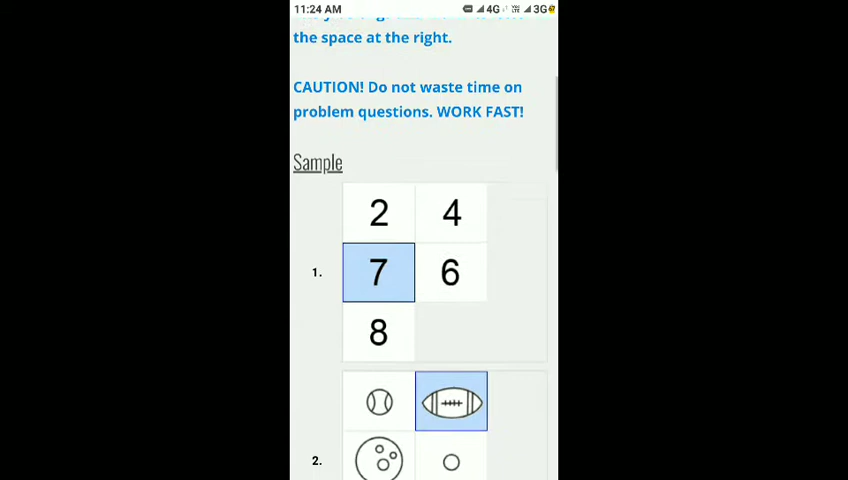 11:24 AM 4G 3G
the space at the right.
CAUTION! Do not waste time on
problem questions. WORK FAST!
Sample
2 4
1. 7 6
8
2.